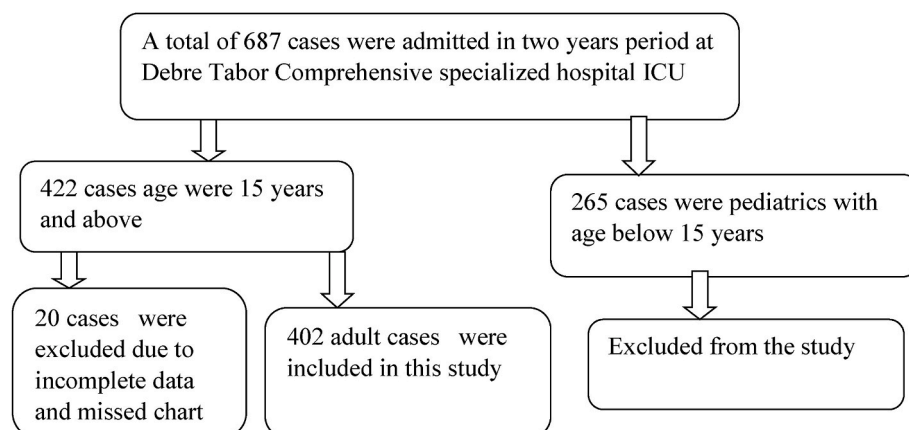 A total of 687 cases were admitted in two years period at
Debre Tabor Comprehensive specialized hospital ICU
422 cases age were 15 years
and above
265 cases were pediatrics with
age below 15 years
20 cases were
excluded due to
incomplete data
and missed chart
402 adult cases were
included in this study
Excluded from the study